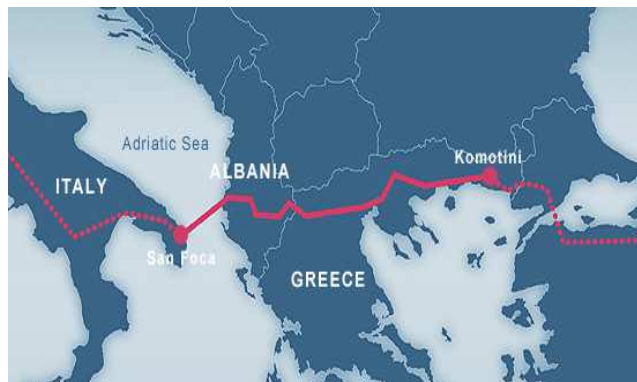 Adriatic Sea
Komotini
ALBANIA
ITALY
San Foca
GREECE